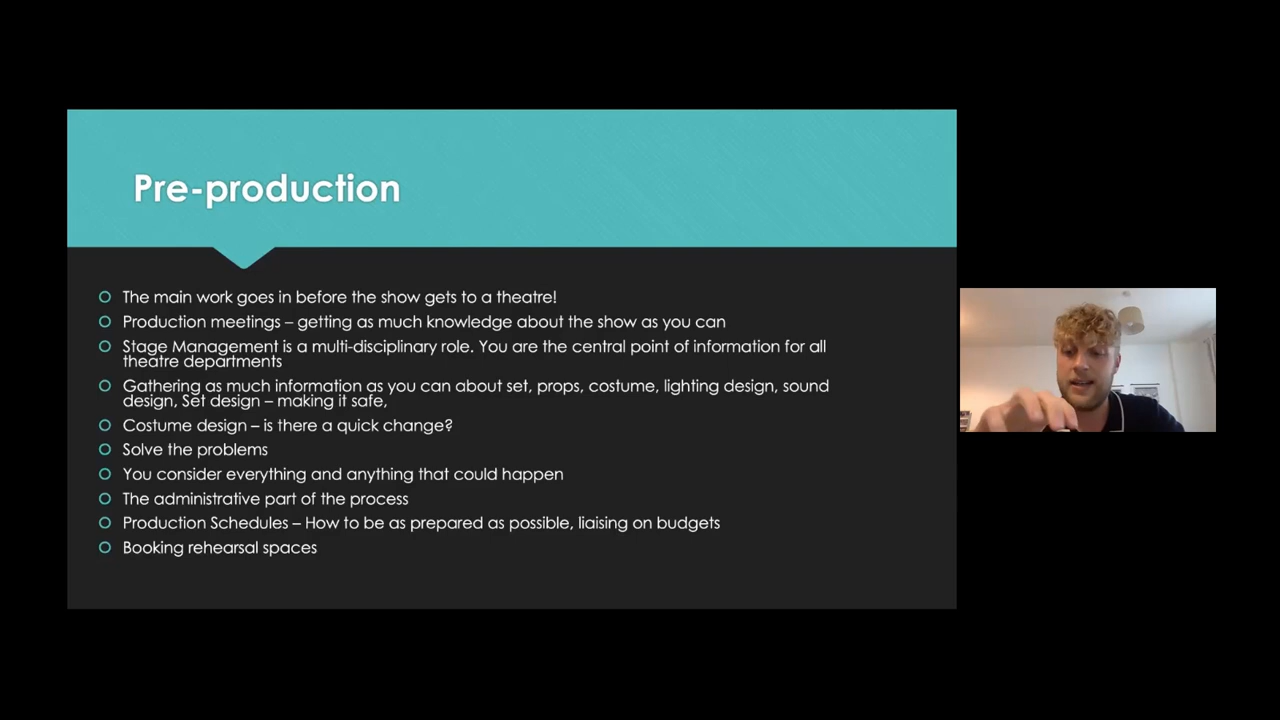 Pre-production
The main work goes in before the show gets to a theatre!
Production meetings – getting as much knowledge about the show as you can
Stage Management is a multi-disciplinary role. You are the central point of information for all
theatre departments
Gathering as much information as you can about set, props, costume, lighting design, sound
design, Set design – making it safe,
Costume design – is there a quick change?
Solve the problems
You consider everything and anything that could happen
The administrative part of the process
Production Schedules – How to be as prepared as possible, liaising on budgets
Booking rehearsal spaces